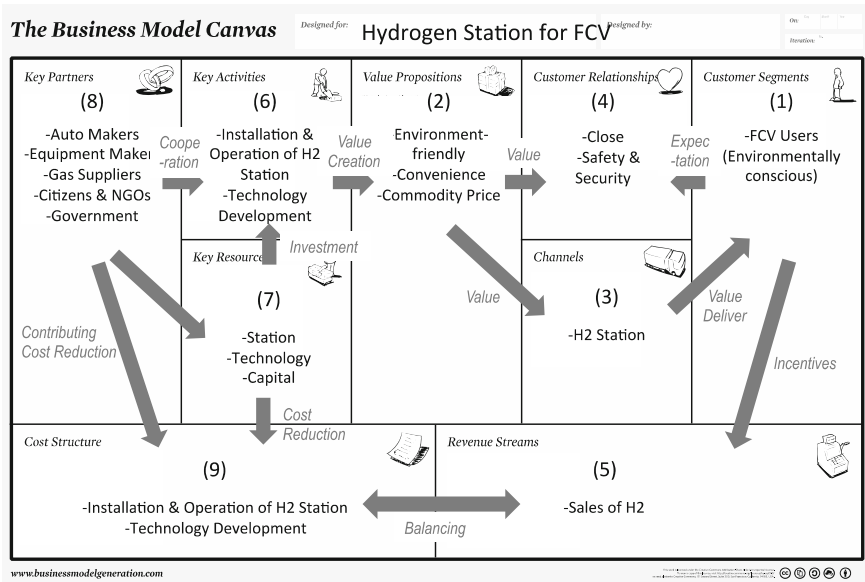 The Business Model Canvas
Designed for:
Hydrogen Station for FCV
Designed by:
On:
Iteration:
Key Partners
(8)
-Auto Makers
-Equipment Maker
-Gas Suppliers
-Citizens & NGOs
-Government
Coope
-ration
Key Activities
(6)
-Installation &
Operation of H2
Station
-Technology
Development
Value
Creation
Value Propositions
(2)
Environment-
friendly
-Convenience
-Commodity Price
Value
Customer Relationships
(4)
-Close
-Safety &
Security
Expec
-tation
Customer Segments
(1)
-FCV Users
(Environmentally
conscious)
Investment
Key Resource
(7)
-Station
-Technology
-Capital
Value
Channels
(3)
-H2 Station
Value
Deliver
Contributing
Cost Reduction
Incentives
Cost
Reduction
Cost Structure
(9)
-Installation & Operation of H2 Station
-Technology Development
Balancing
Revenue Streams
(5)
-Sales of H2
www.businessmodelgeneration.com